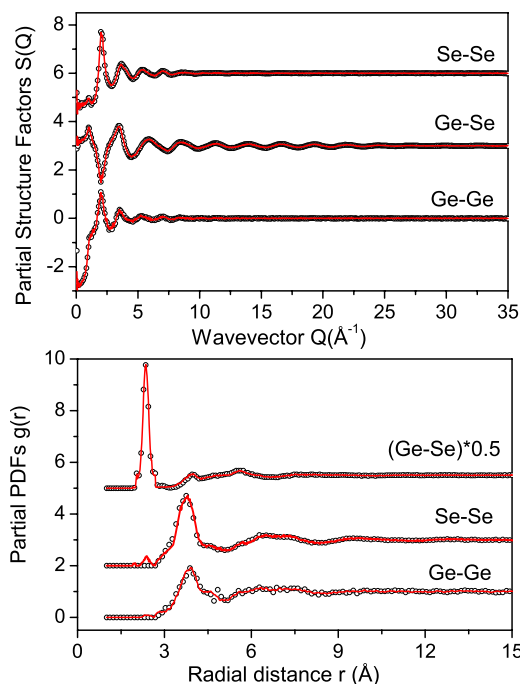 Partial Structure Factors S(Q)
8
6
4
2
0
-2
Se-Se
Ge-Se
Ge-Ge
0 5 10 15 20 25 30 35
Wavevector Q(Å⁻¹)
Partial PDFs g(r)
10
8
6
4
2
0
(Ge-Se)*0.5
Se-Se
Ge-Ge
0 3 6 9 12 15
Radial distance r (Å)